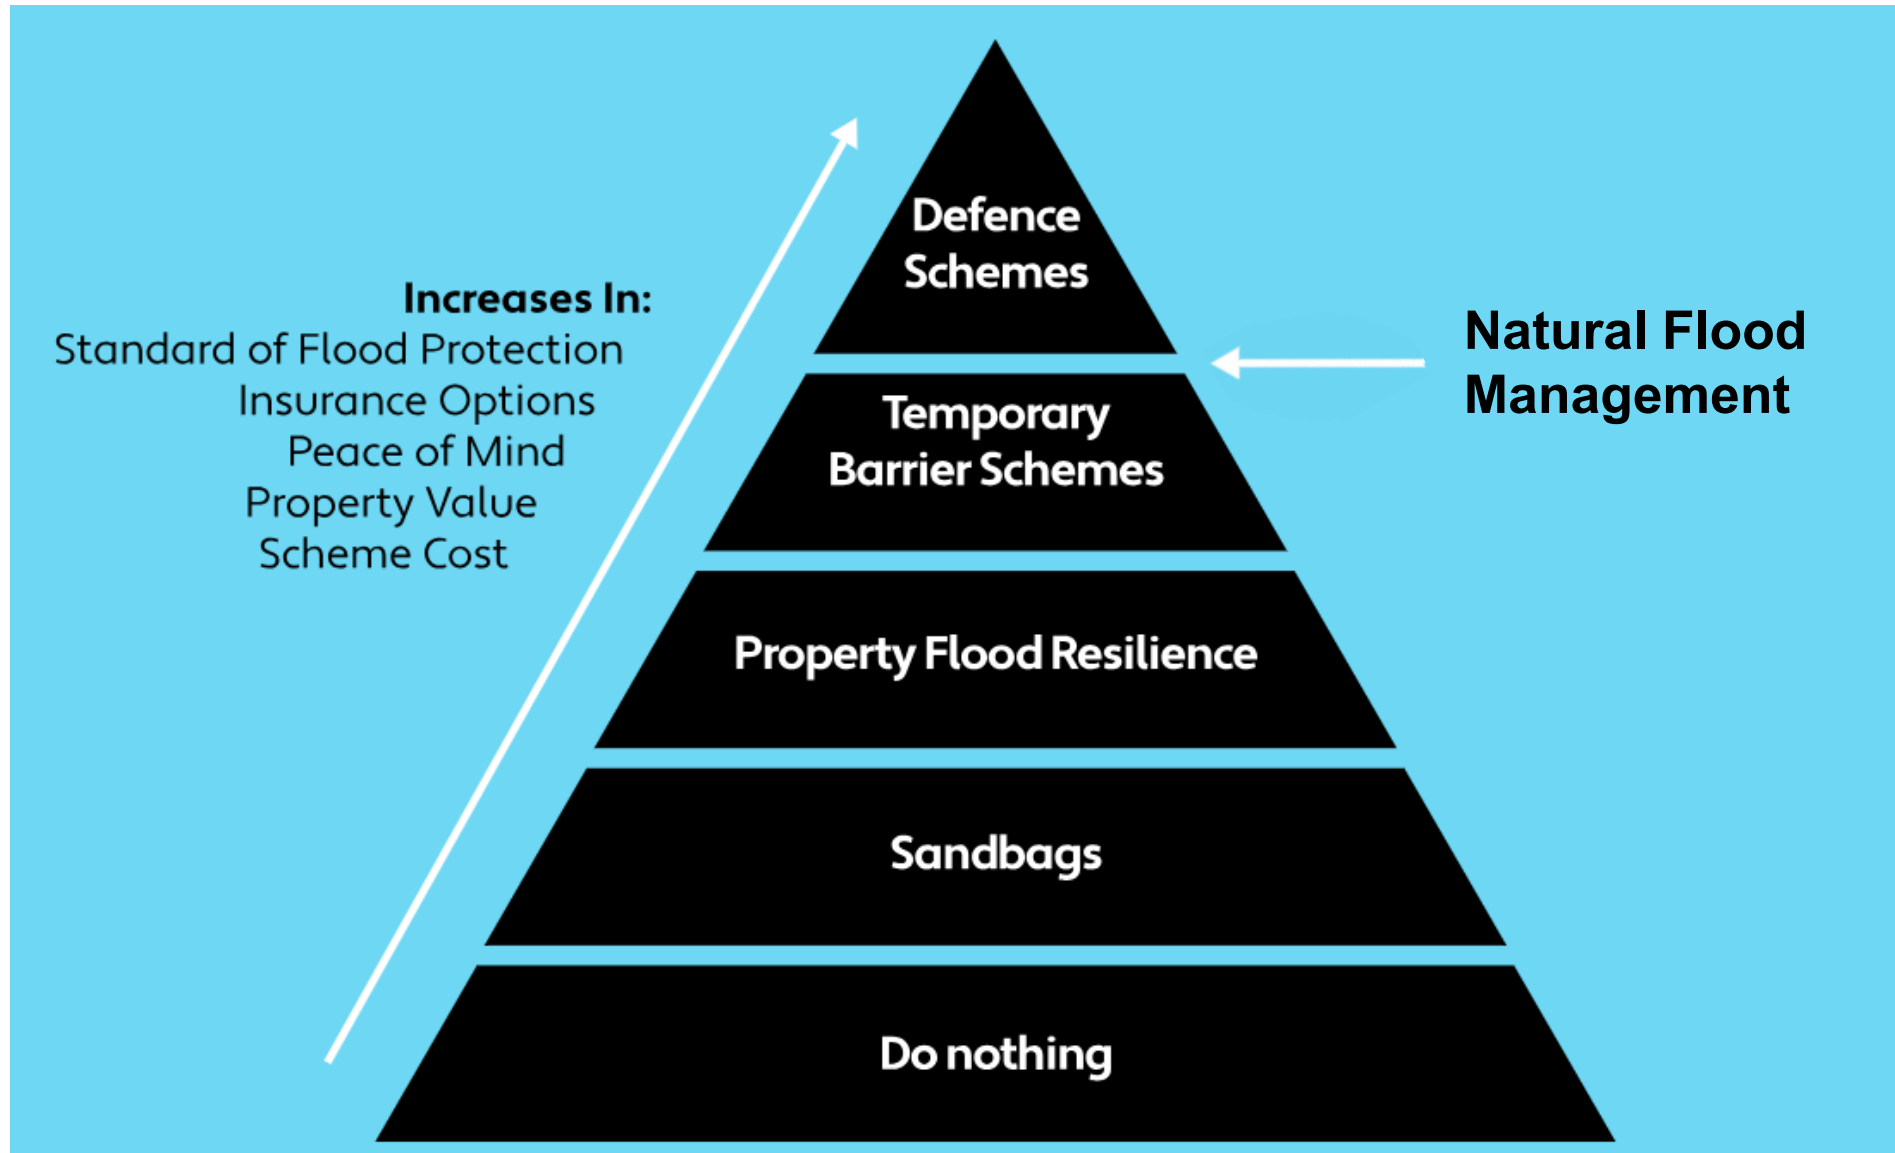 Defence
Schemes
Increases In:
Standard of Flood Protection
Insurance Options
Peace of Mind
Property Value
Scheme Cost
Natural Flood
Management
Temporary
Barrier Schemes
Property Flood Resilience
Sandbags
Do nothing